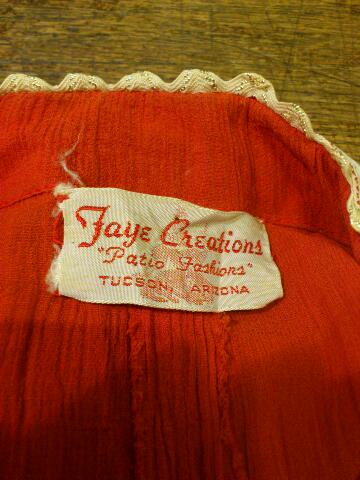 Faye Creations
"Patio Fashions"
TUCSON, ARIZONA